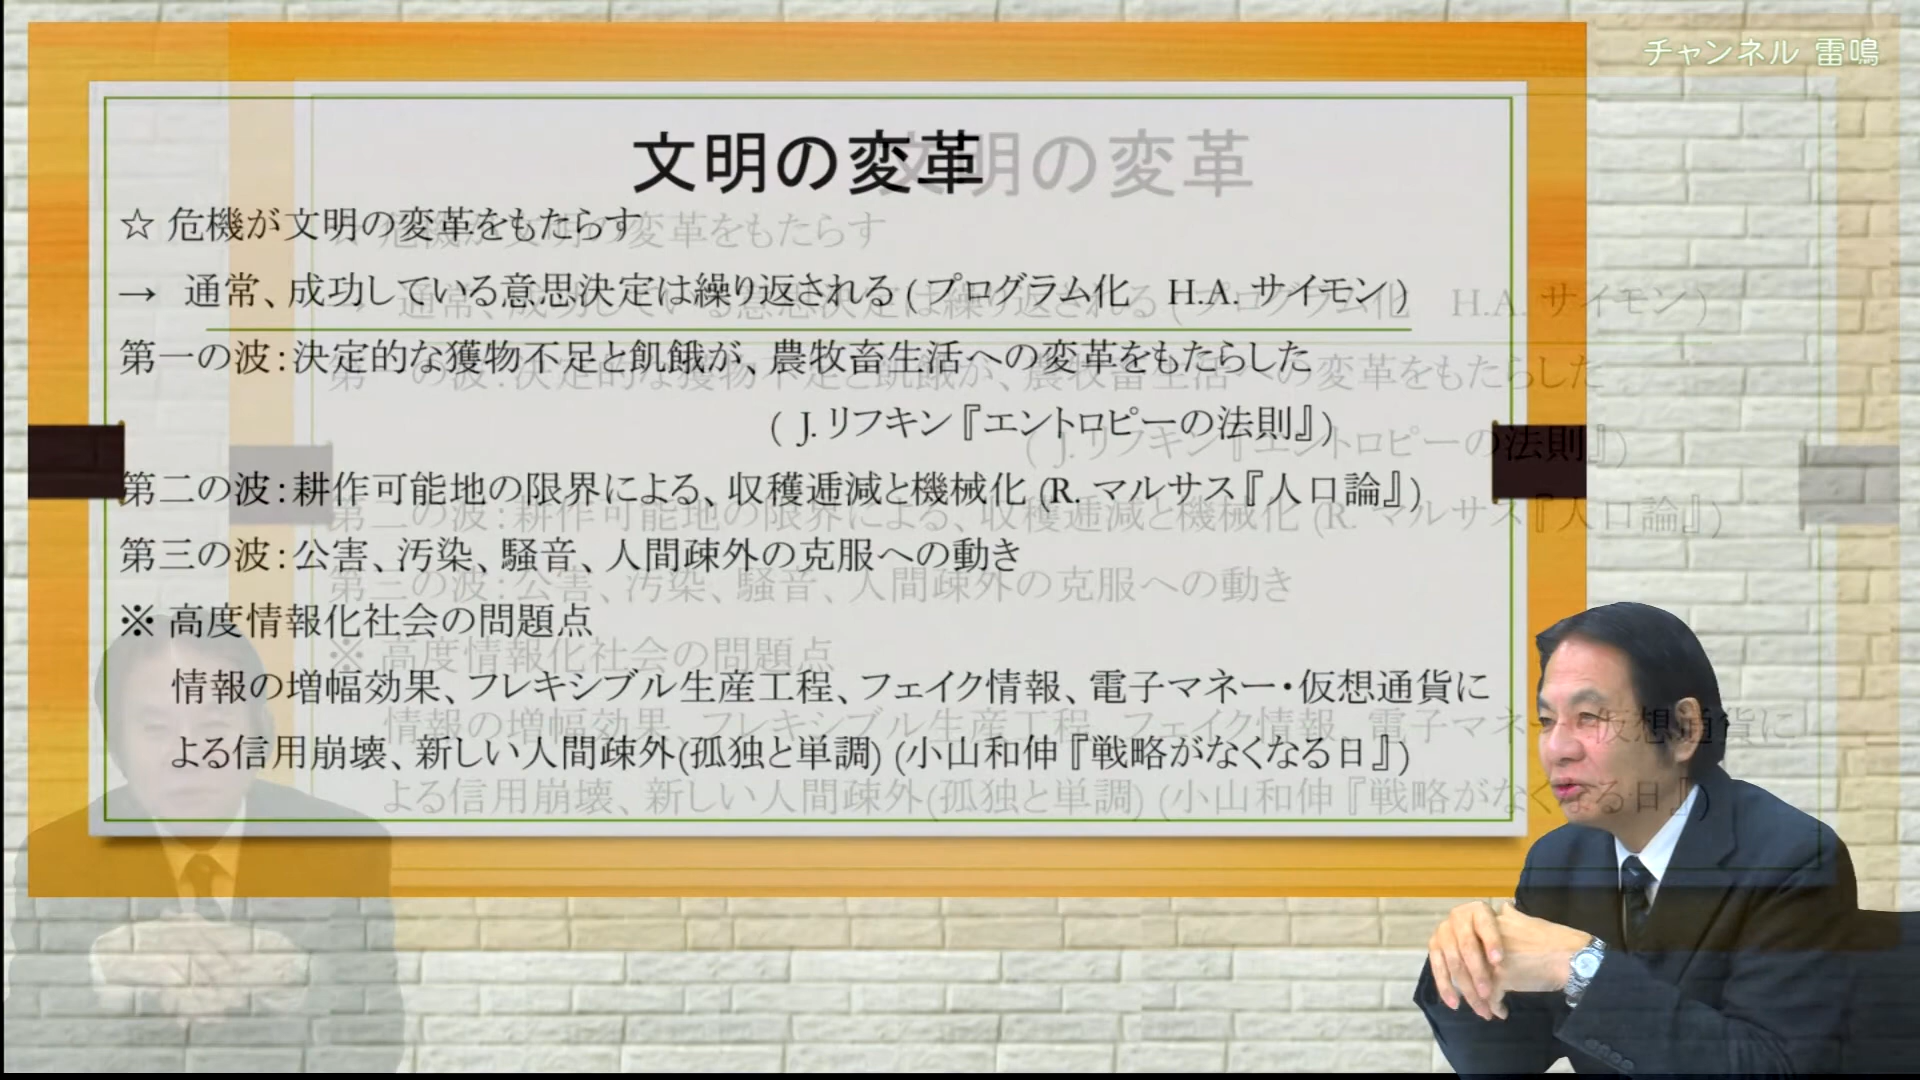 チャンネル 雷鳴
文明の変革
☆ 危機が文明の変革をもたらす
→ 通常、成功している意思決定は繰り返される ( プログラム化　H.A. サイモン )
第一の波：決定的な獲物不足と飢餓が、農牧畜生活への変革をもたらした
( J. リフキン『エントロピーの法則』)
第二の波：耕作可能地の限界による、収穫逓減と機械化 (R. マルサス『人口論』)
第三の波：公害、汚染、騒音、人間疎外の克服への動き
※ 高度情報化社会の問題点
情報の増幅効果、フレキシブル生産工程、フェイク情報、電子マネー・仮想通貨に
よる信用崩壊、新しい人間疎外(孤独と単調) (小山和伸『戦略がなくなる日』)